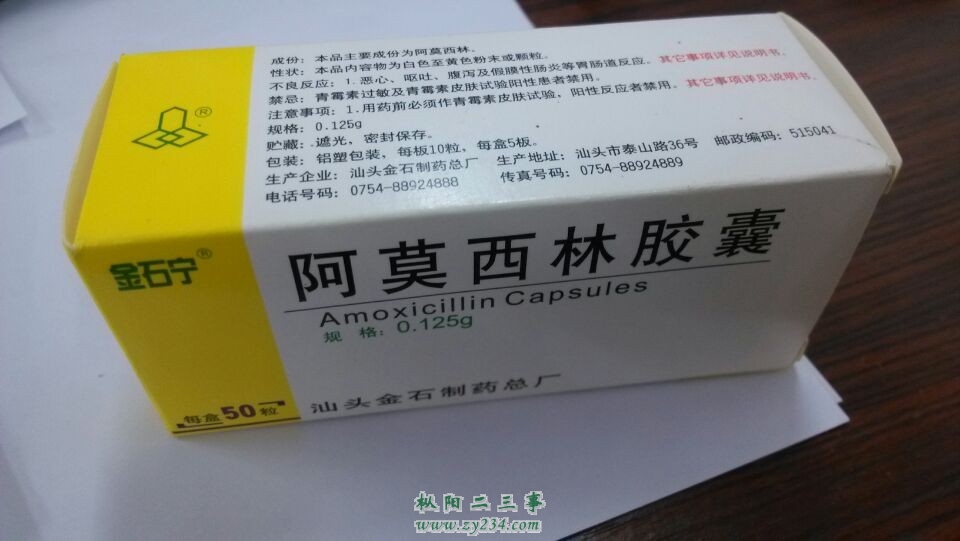 成份：本品主要成份为阿莫西林。
性状：本品内容物为白色至黄色粉末或颗粒。
不良反应：1.恶心、呕吐、腹泻及假膜性肠炎等胃肠道反应。其它事项详见说明书。
禁忌：青霉素过敏及青霉素皮肤试验阳性患者禁用。
注意事项：1.用药前必须作青霉素皮肤试验，阳性反应者禁用。其它事项详见说明书。
规格：0.125g
贮藏：遮光，密封保存。
包装：铝塑包装，每板10粒，每盒5板。
生产企业：汕头金石制药总厂 生产地址：汕头市泰山路36号 邮政编码：515041
电话号码：0754-88924888 传真号码：0754-88924889
®
金石宁®
阿莫西林胶囊
Amoxicillin Capsules
规格：0.125g
汕头金石制药总厂
每盒50粒
枞阳二三事
www.zy234.com